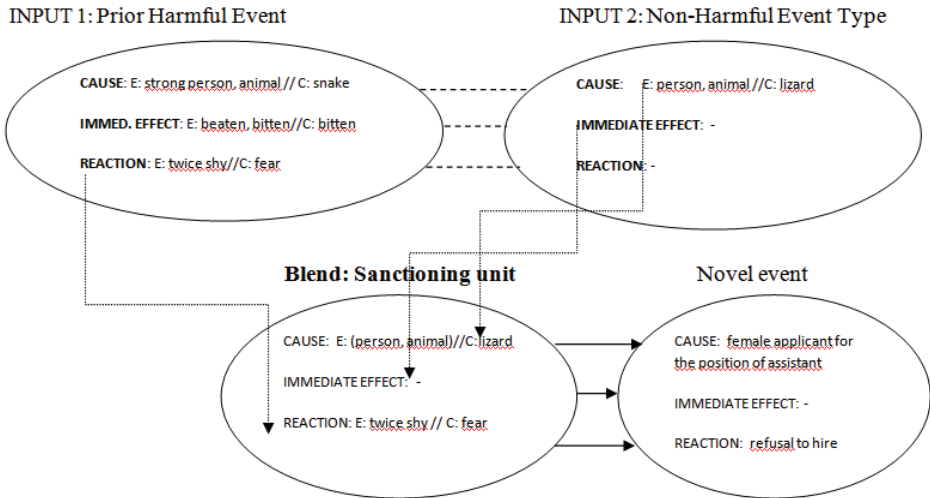 INPUT 1: Prior Harmful Event
CAUSE: E: strong person, animal // C: snake
IMMED. EFFECT: E: beaten, bitten//C: bitten
REACTION: E: twice shy//C: fear
INPUT 2: Non-Harmful Event Type
CAUSE: E: person, animal //C: lizard
IMMEDIATE EFFECT: -
REACTION: -
Blend: Sanctioning unit
CAUSE: E: (person, animal)//C: lizard
IMMEDIATE EFFECT: -
REACTION: E: twice shy // C: fear
Novel event
CAUSE: female applicant for
the position of assistant
IMMEDIATE EFFECT: -
REACTION: refusal to hire